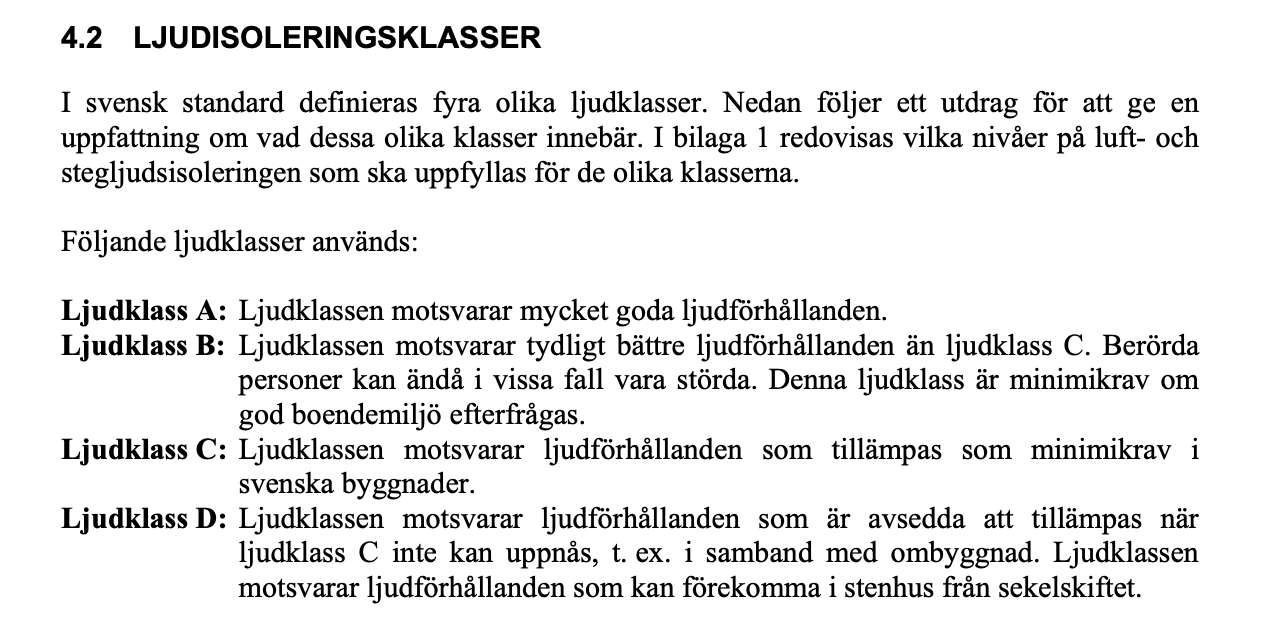 4.2 LJUDISOLERINGSKLASSER
I svensk standard definieras fyra olika ljudklasser. Nedan följer ett utdrag för att ge en
uppfattning om vad dessa olika klasser innebär. I bilaga 1 redovisas vilka nivåer på luft- och
stegljudsisoleringen som ska uppfyllas för de olika klasserna.
Följande ljudklasser används:
Ljudklass A: Ljudklassen motsvarar mycket goda ljudförhållanden.
Ljudklass B: Ljudklassen motsvarar tydligt bättre ljudförhållanden än ljudklass C. Berörda
personer kan ändå i vissa fall vara störda. Denna ljudklass är minimikrav om
god boendemiljö efterfrågas.
Ljudklass C: Ljudklassen motsvarar ljudförhållanden som tillämpas som minimikrav i
svenska byggnader.
Ljudklass D: Ljudklassen motsvarar ljudförhållanden som är avsedda att tillämpas när
ljudklass C inte kan uppnås, t. ex. i samband med ombyggnad. Ljudklassen
motsvarar ljudförhållanden som kan förekomma i stenhus från sekelskiftet.